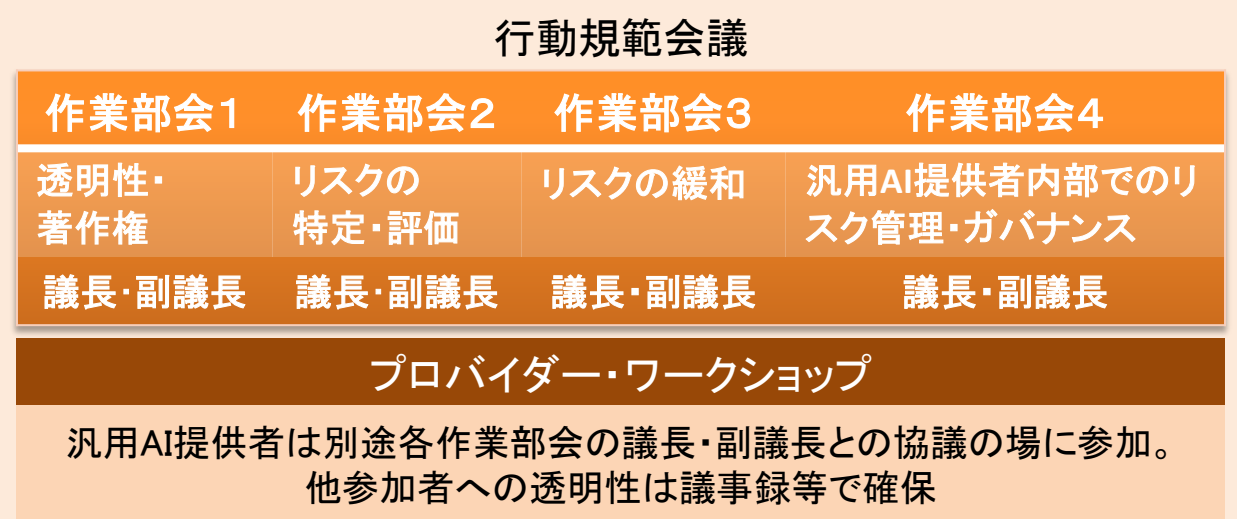 行動規範会議
作業部会１ 作業部会２ 作業部会３ 作業部会４
透明性・
著作権
リスクの
特定・評価
リスクの緩和
汎用AI提供者内部でのリ
スク管理・ガバナンス
議長・副議長 議長・副議長 議長・副議長 議長・副議長
プロバイダー・ワークショップ
汎用AI提供者は別途各作業部会の議長・副議長との協議の場に参加。
他参加者への透明性は議事録等で確保